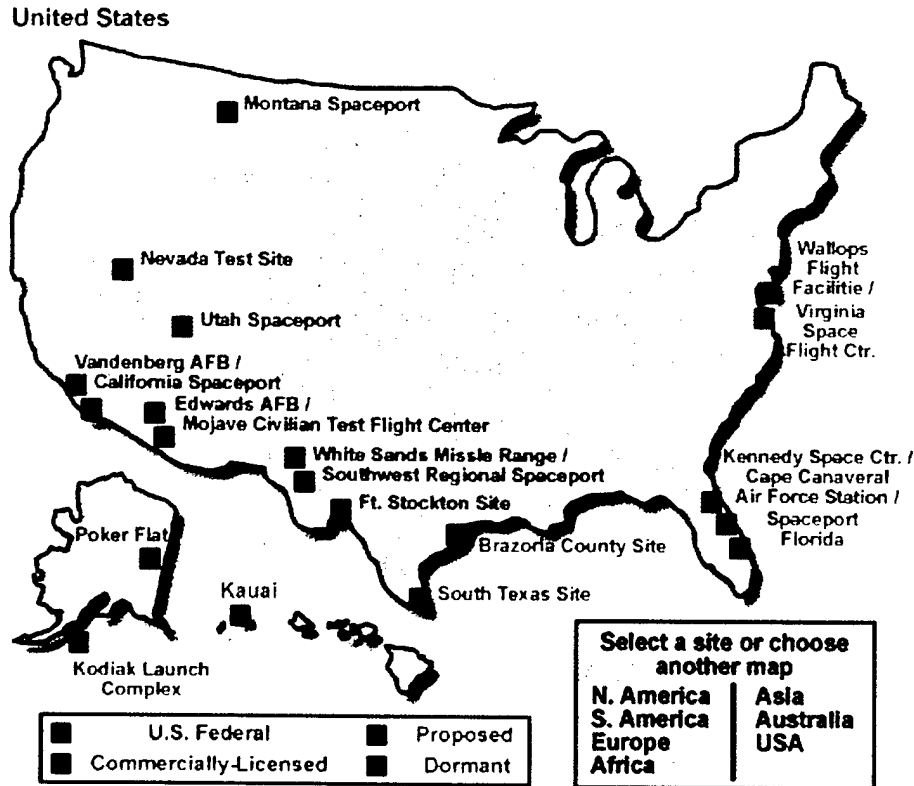 United States
Montana Spaceport
Nevada Test Site
Utah Spaceport
Vandenberg AFB /
California Spaceport
Edwards AFB /
Mojave Civilian Test Flight Center
White Sands Missle Range /
Southwest Regional Spaceport
Ft. Stockton Site
Brazoria County Site
South Texas Site
Wallops
Flight
Facilitie /
Virginia
Space
Flight Ctr.
Kennedy Space Ctr. /
Cape Canaveral
Air Force Station /
Spaceport
Florida
Poker Flat
Kauai
Kodiak Launch
Complex
U.S. Federal
Proposed
Commercially-Licensed
Dormant
Select a site or choose
another map
N. America
S. America
Europe
Africa
Asia
Australia
USA